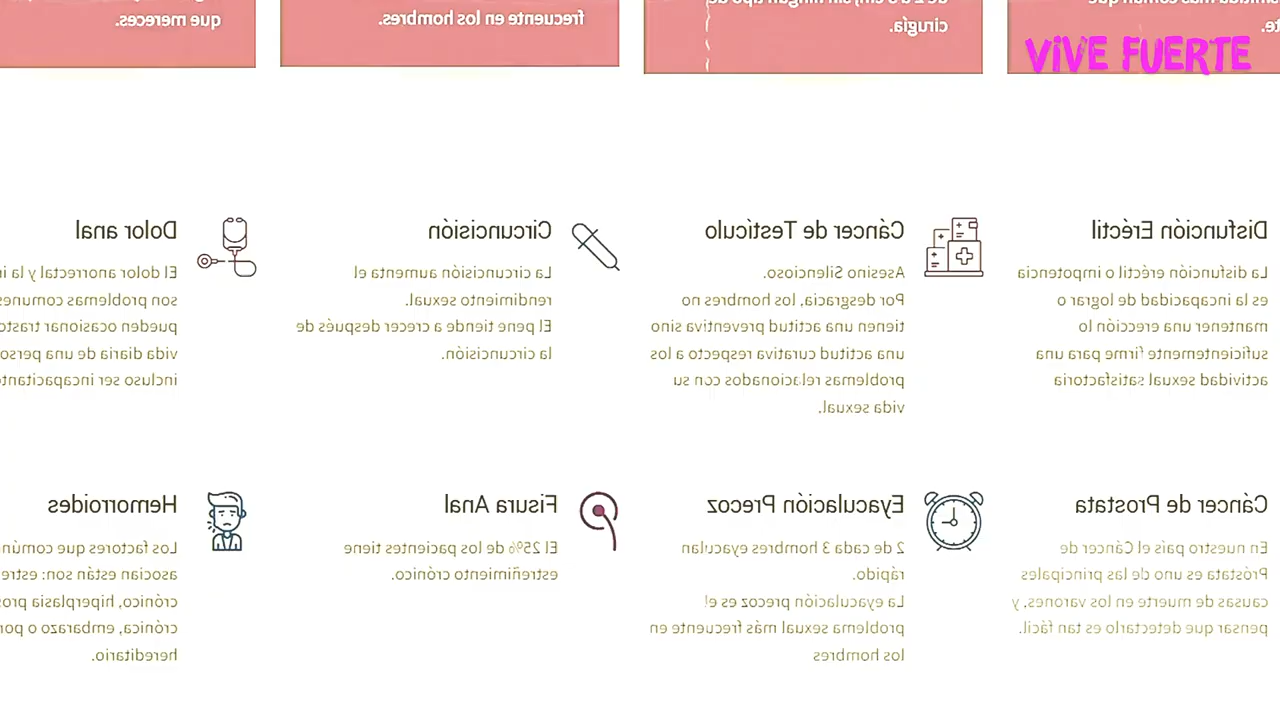 que mereces.
frecuente en los hombres.
cirugía.
VIVE FUERTE
Disfunción Eréctil
La disfunción eréctil o impotencia
es la incapacidad de lograr o
mantener una erección lo
suficientemente firme para una
actividad sexual satisfactoria
Cáncer de Testículo
Asesino Silencioso.
Por desgracia, los hombres no
tienen una actitud preventiva sino
una actitud curativa respecto a los
problemas relacionados con su
vida sexual.
Circuncisión
La circuncisión aumenta el
rendimiento sexual.
El pene tiende a crecer después de
la circuncisión.
Dolor anal
El dolor anorrectal y la
son problemas comunes
pueden ocasionar
vida diaria de una
incluso ser
Cáncer de Prostata
En nuestro país el Cáncer de
Próstata es uno de las principales
causas de muerte en los varones, y
pensar que detectarlo es tan fácil.
Eyaculación Precoz
2 de cada 3 hombres eyaculan
rápido.
La eyaculación precoz es el
problema sexual más frecuente en
los hombres
Fisura Anal
El 25% de los pacientes tiene
estreñimiento crónico.
Hemorroides
Los factores que
asocian están son:
crónico, hiperplasia
crónica, embarazo o por
hereditario.